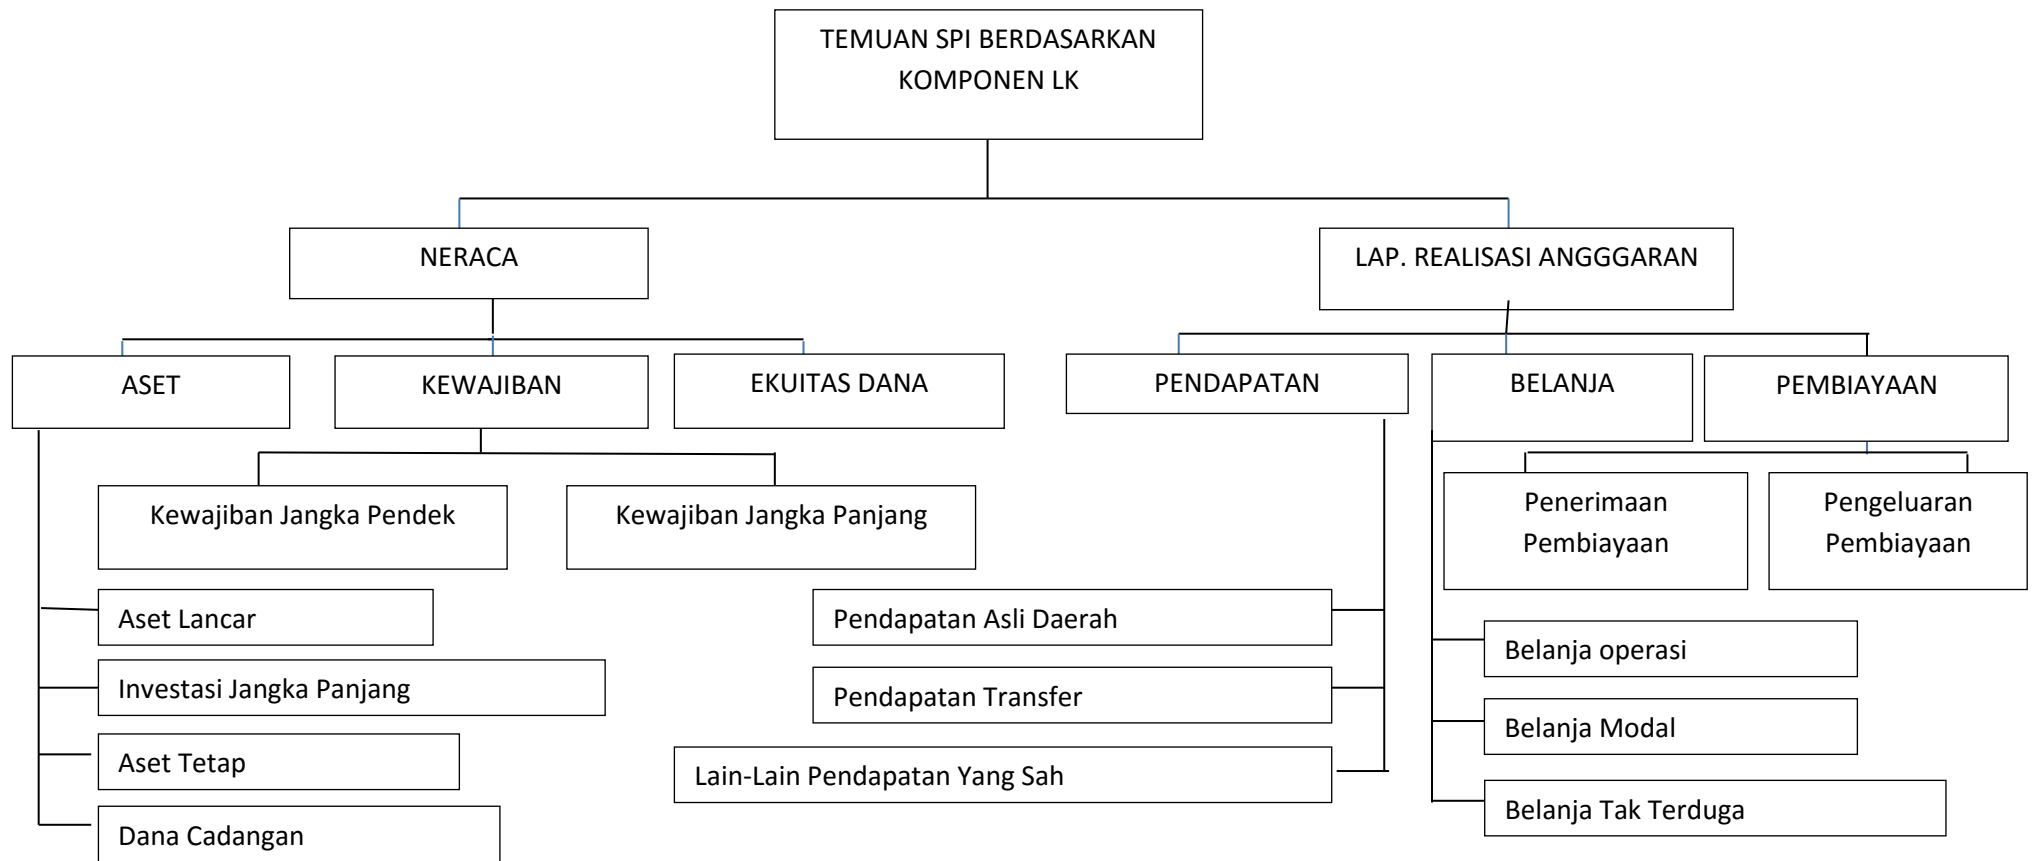 TEMUAN SPI BERDASARKAN
KOMPONEN LK
NERACA
LAP. REALISASI ANGGGARAN
ASET
KEWAJIBAN
EKUITAS DANA
PENDAPATAN
BELANJA
PEMBIAYAAN
Kewajiban Jangka Pendek
Kewajiban Jangka Panjang
Penerimaan
Pembiayaan
Pengeluaran
Pembiayaan
Aset Lancar
Investasi Jangka Panjang
Aset Tetap
Dana Cadangan
Pendapatan Asli Daerah
Pendapatan Transfer
Lain-Lain Pendapatan Yang Sah
Belanja operasi
Belanja Modal
Belanja Tak Terduga